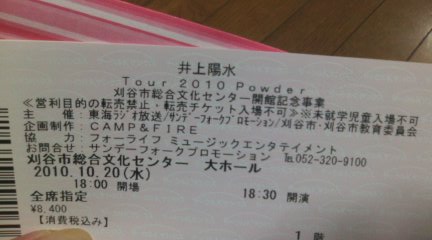 井上陽水
Tour 2010 Powder
刈谷市総合文化センター開館記念事業
≪営利目的の転売禁止・転売チケット入場不可≫※未就学児童入場不可
主　催：東海ラジオ放送/サンデーフォークプロモーション/刈谷市・刈谷市教育委員会
企画制作：CAMP&FIRE
協　力：フォーライフ ミュージックエンタテイメント
お問合せ：サンデーフォークプロモーション ℡052-320-9100
刈谷市総合文化センター 大ホール
2010.10.20(水)
18:00 開場 18:30 開演
全席指定
¥8,400
【消費税込み】 1 階